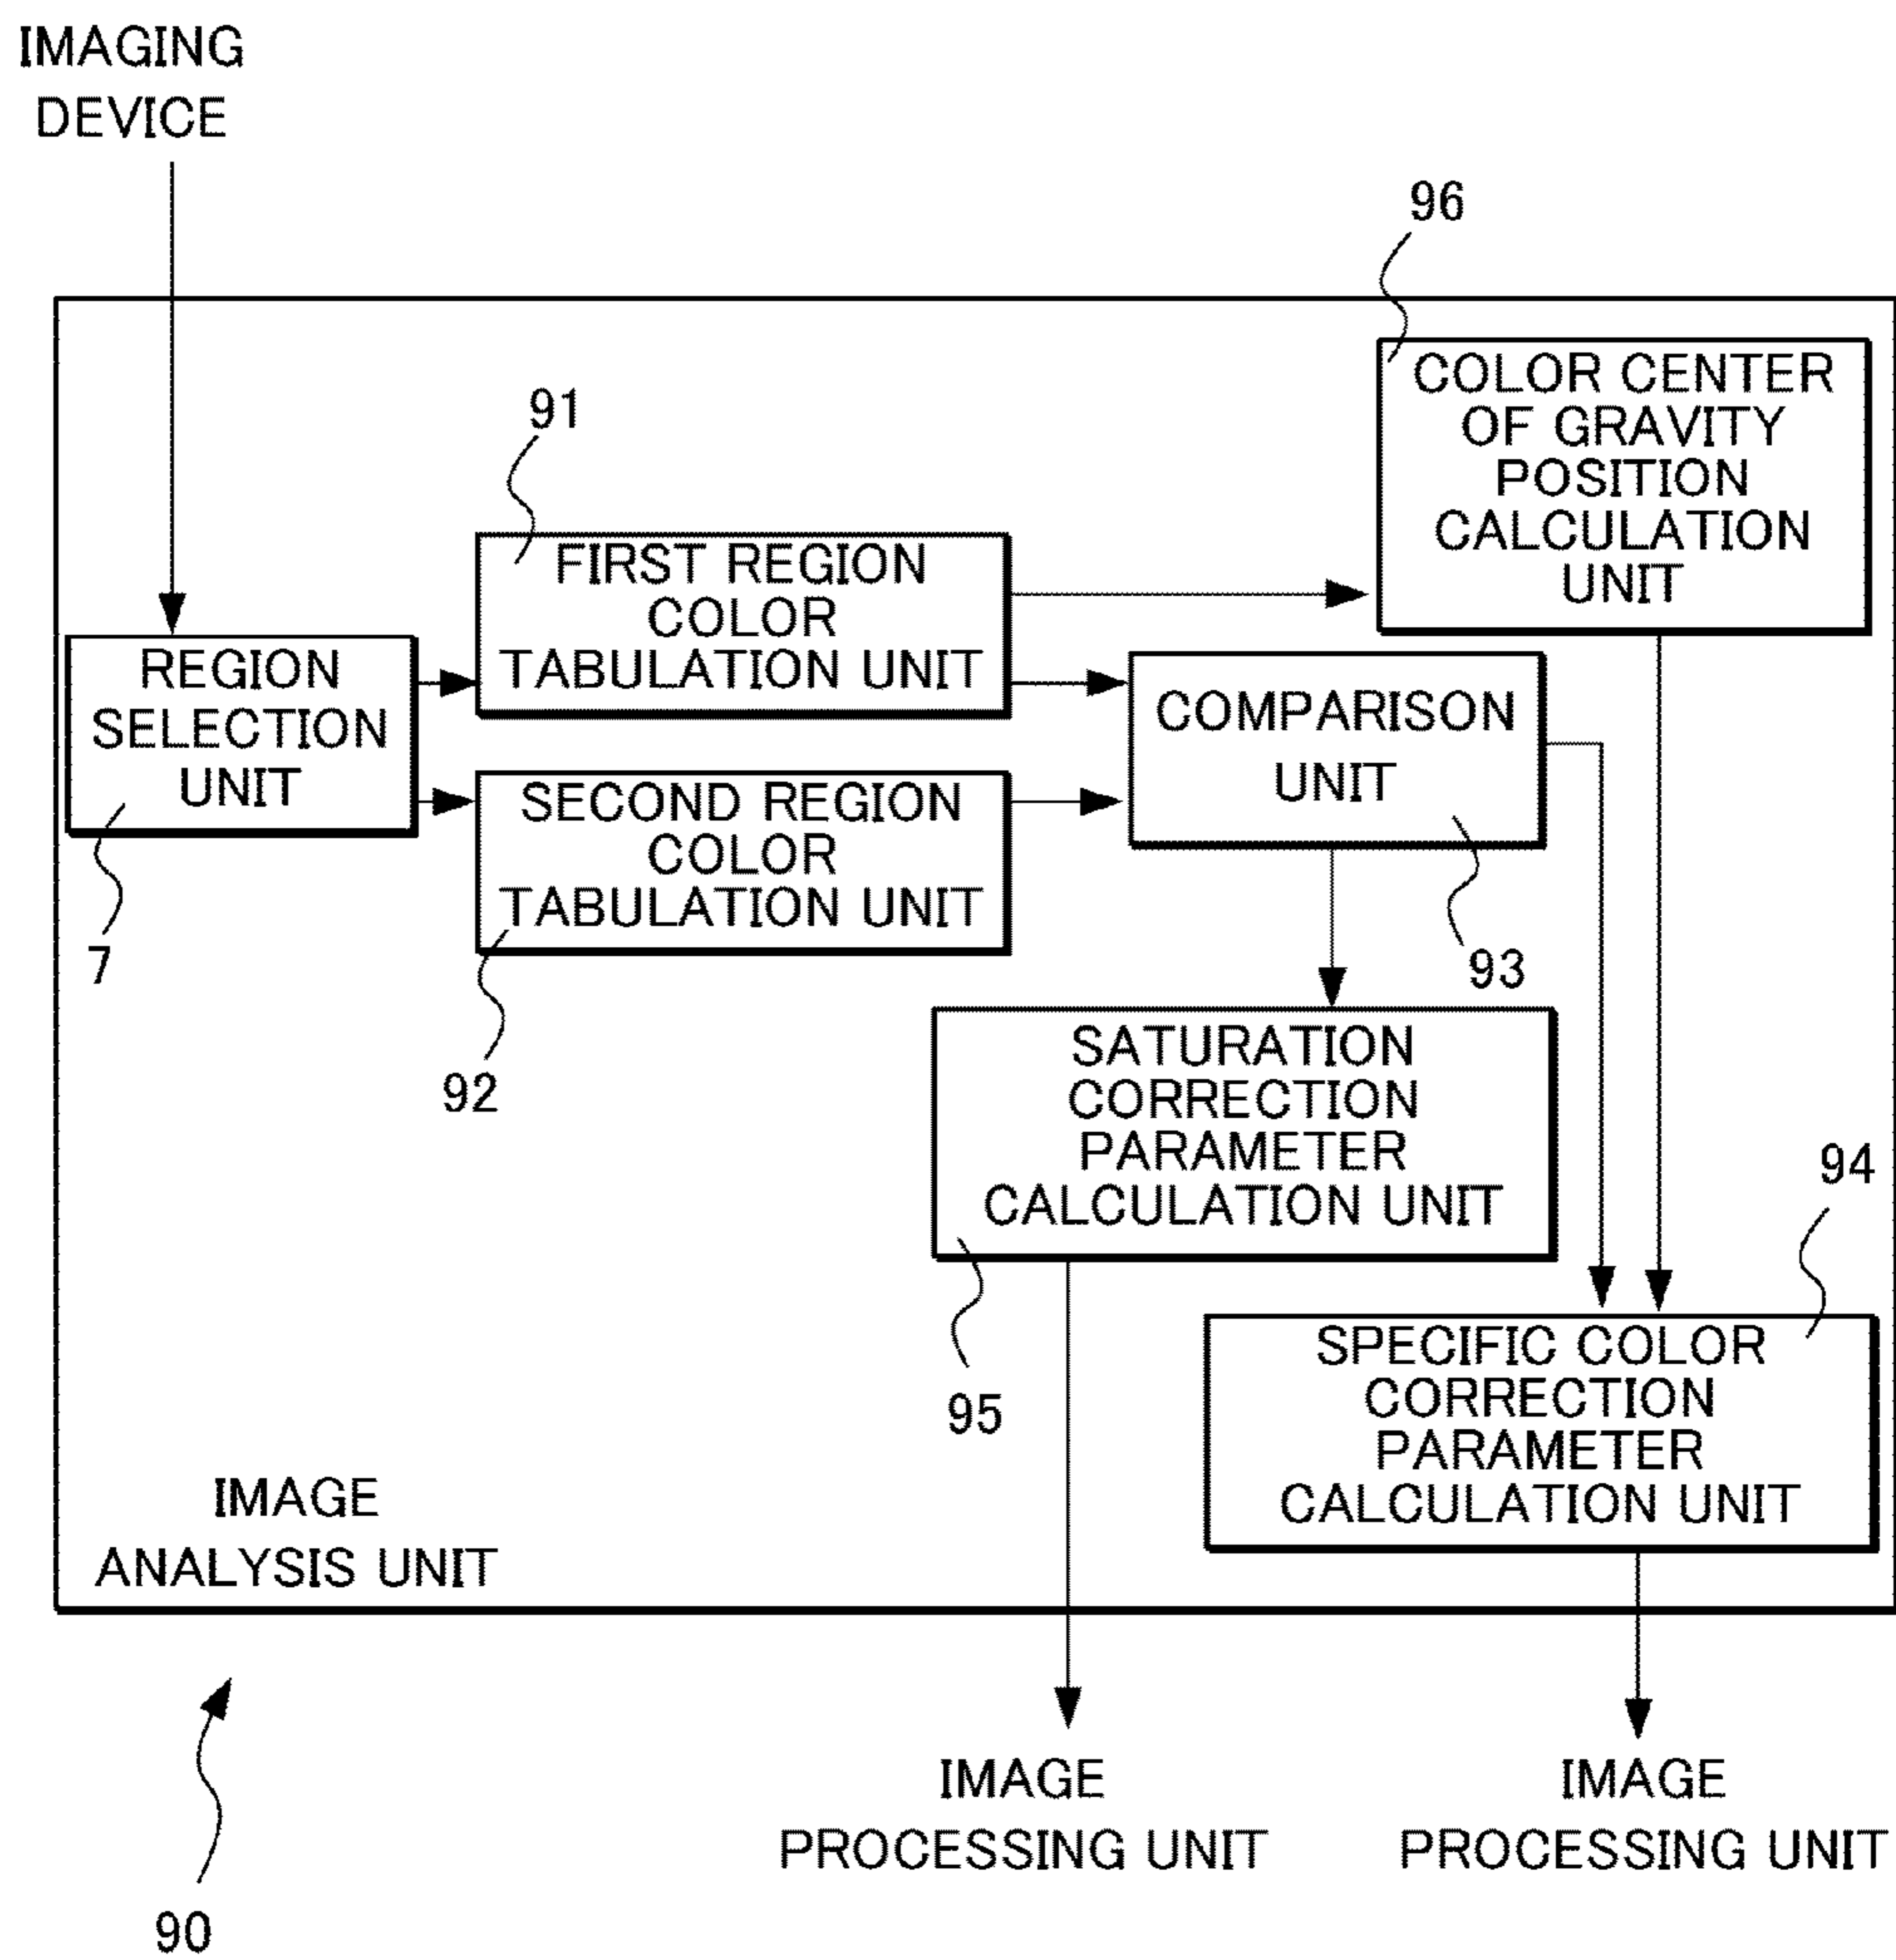 IMAGING
DEVICE
96
COLOR CENTER
OF GRAVITY
POSITION
CALCULATION
UNIT
91
FIRST REGION
COLOR
TABULATION UNIT
REGION
SELECTION
UNIT
7
COMPARISON
UNIT
93
SECOND REGION
COLOR
TABULATION UNIT
92
SATURATION
CORRECTION
PARAMETER
CALCULATION UNIT
95
94
SPECIFIC COLOR
CORRECTION
PARAMETER
CALCULATION UNIT
IMAGE
ANALYSIS UNIT
90
IMAGE
PROCESSING UNIT
IMAGE
PROCESSING UNIT